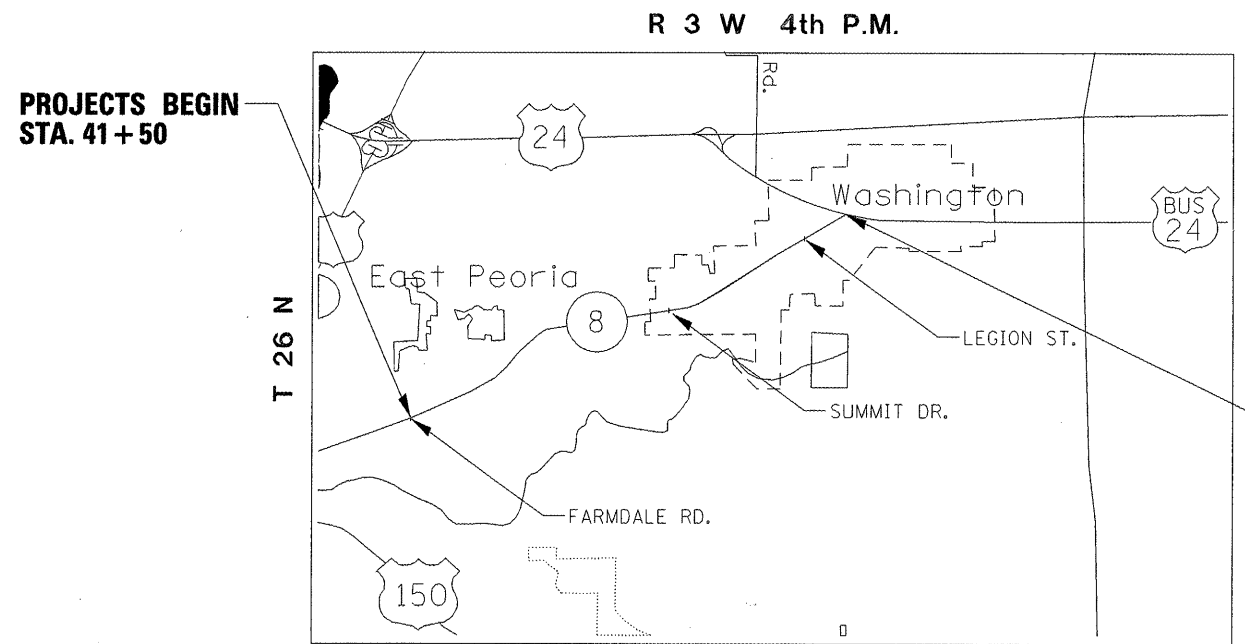 R 3 W 4th P.M.
PROJECTS BEGIN
STA. 41+50
Rd.
24
Washington
BUS
24
East Peoria
T 26 N
8
LEGION ST.
SUMMIT DR.
FARMDALE RD.
150